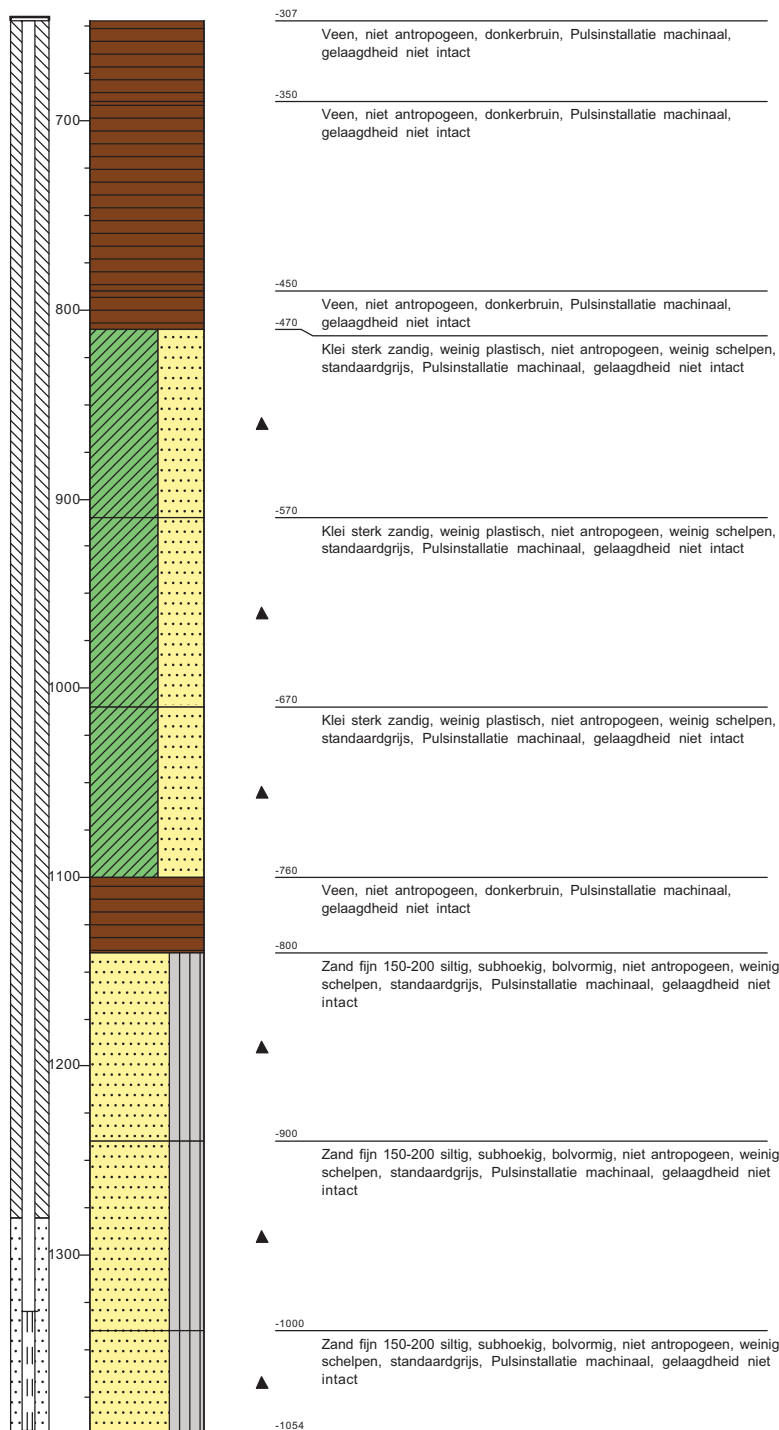 -307
Veen, niet antropogeen, donkerbruin, Pulsinstallatie machinaal,
gelaagdheid niet intact
-350
Veen, niet antropogeen, donkerbruin, Pulsinstallatie machinaal,
gelaagdheid niet intact
700
-450
Veen, niet antropogeen, donkerbruin, Pulsinstallatie machinaal,
gelaagdheid niet intact
800
-470
Klei sterk zandig, weinig plastisch, niet antropogeen, weinig schelpen,
standaardgrijs, Pulsinstallatie machinaal, gelaagdheid niet intact
900
-570
Klei sterk zandig, weinig plastisch, niet antropogeen, weinig schelpen,
standaardgrijs, Pulsinstallatie machinaal, gelaagdheid niet intact
1000
-670
Klei sterk zandig, weinig plastisch, niet antropogeen, weinig schelpen,
standaardgrijs, Pulsinstallatie machinaal, gelaagdheid niet intact
1100
-760
Veen, niet antropogeen, donkerbruin, Pulsinstallatie machinaal,
gelaagdheid niet intact
-800
Zand fijn 150-200 siltig, subhoekig, bolvormig, niet antropogeen, weinig
schelpen, standaardgrijs, Pulsinstallatie machinaal, gelaagdheid niet
intact
1200
-900
Zand fijn 150-200 siltig, subhoekig, bolvormig, niet antropogeen, weinig
schelpen, standaardgrijs, Pulsinstallatie machinaal, gelaagdheid niet
intact
1300
-1000
Zand fijn 150-200 siltig, subhoekig, bolvormig, niet antropogeen, weinig
schelpen, standaardgrijs, Pulsinstallatie machinaal, gelaagdheid niet
intact
-1054